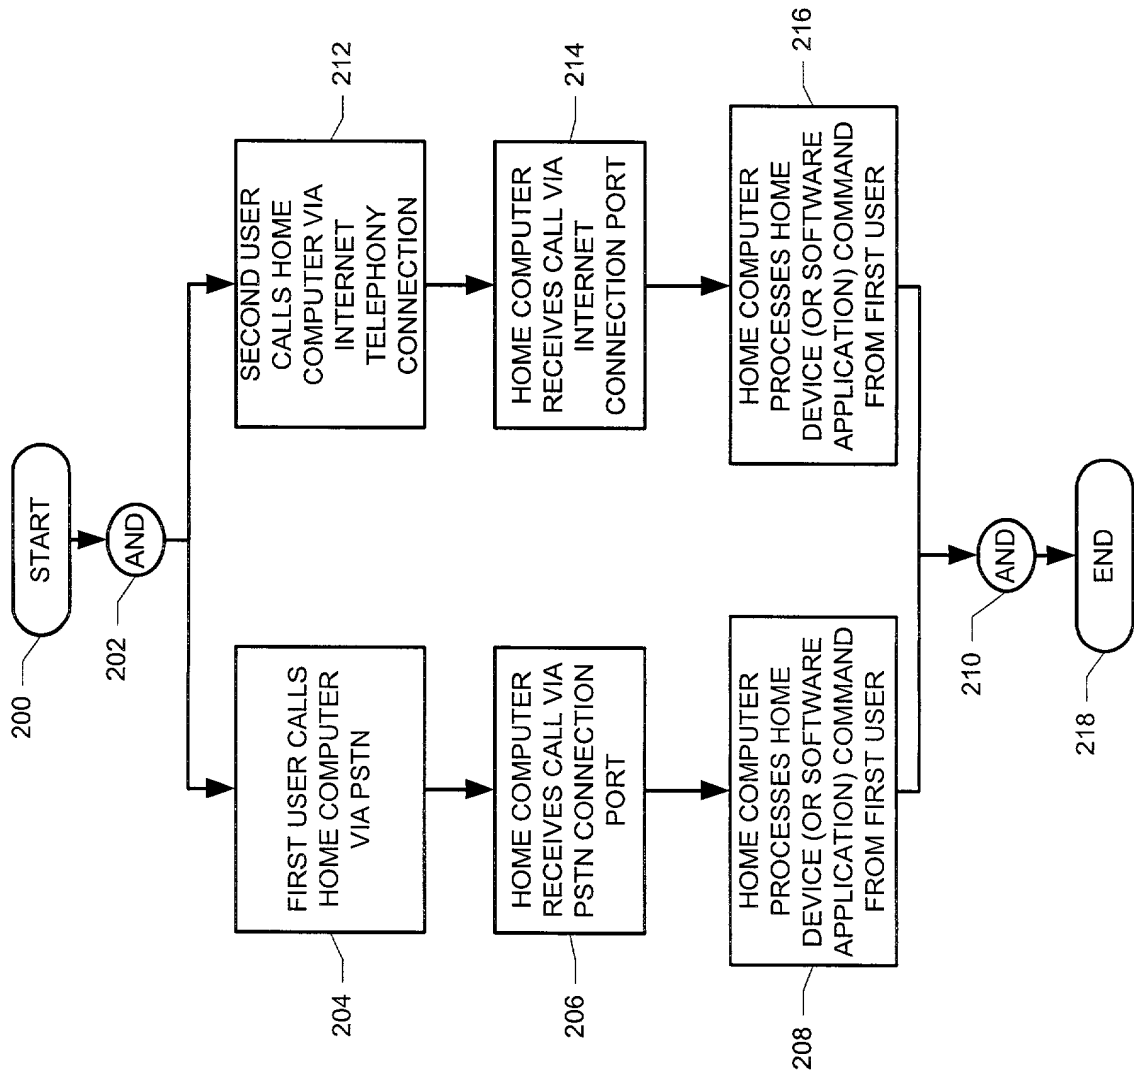 200
START
202
AND
204
FIRST USER CALLS
HOME COMPUTER
VIA PSTN
206
HOME COMPUTER
RECEIVES CALL VIA
PSTN CONNECTION
PORT
208
HOME COMPUTER
PROCESSES HOME
DEVICE (OR SOFTWARE
APPLICATION) COMMAND
FROM FIRST USER
212
SECOND USER
CALLS HOME
COMPUTER VIA
INTERNET
TELEPHONY
CONNECTION
214
HOME COMPUTER
RECEIVES CALL VIA
INTERNET
CONNECTION PORT
216
HOME COMPUTER
PROCESSES HOME
DEVICE (OR SOFTWARE
APPLICATION) COMMAND
FROM FIRST USER
210
AND
218
END